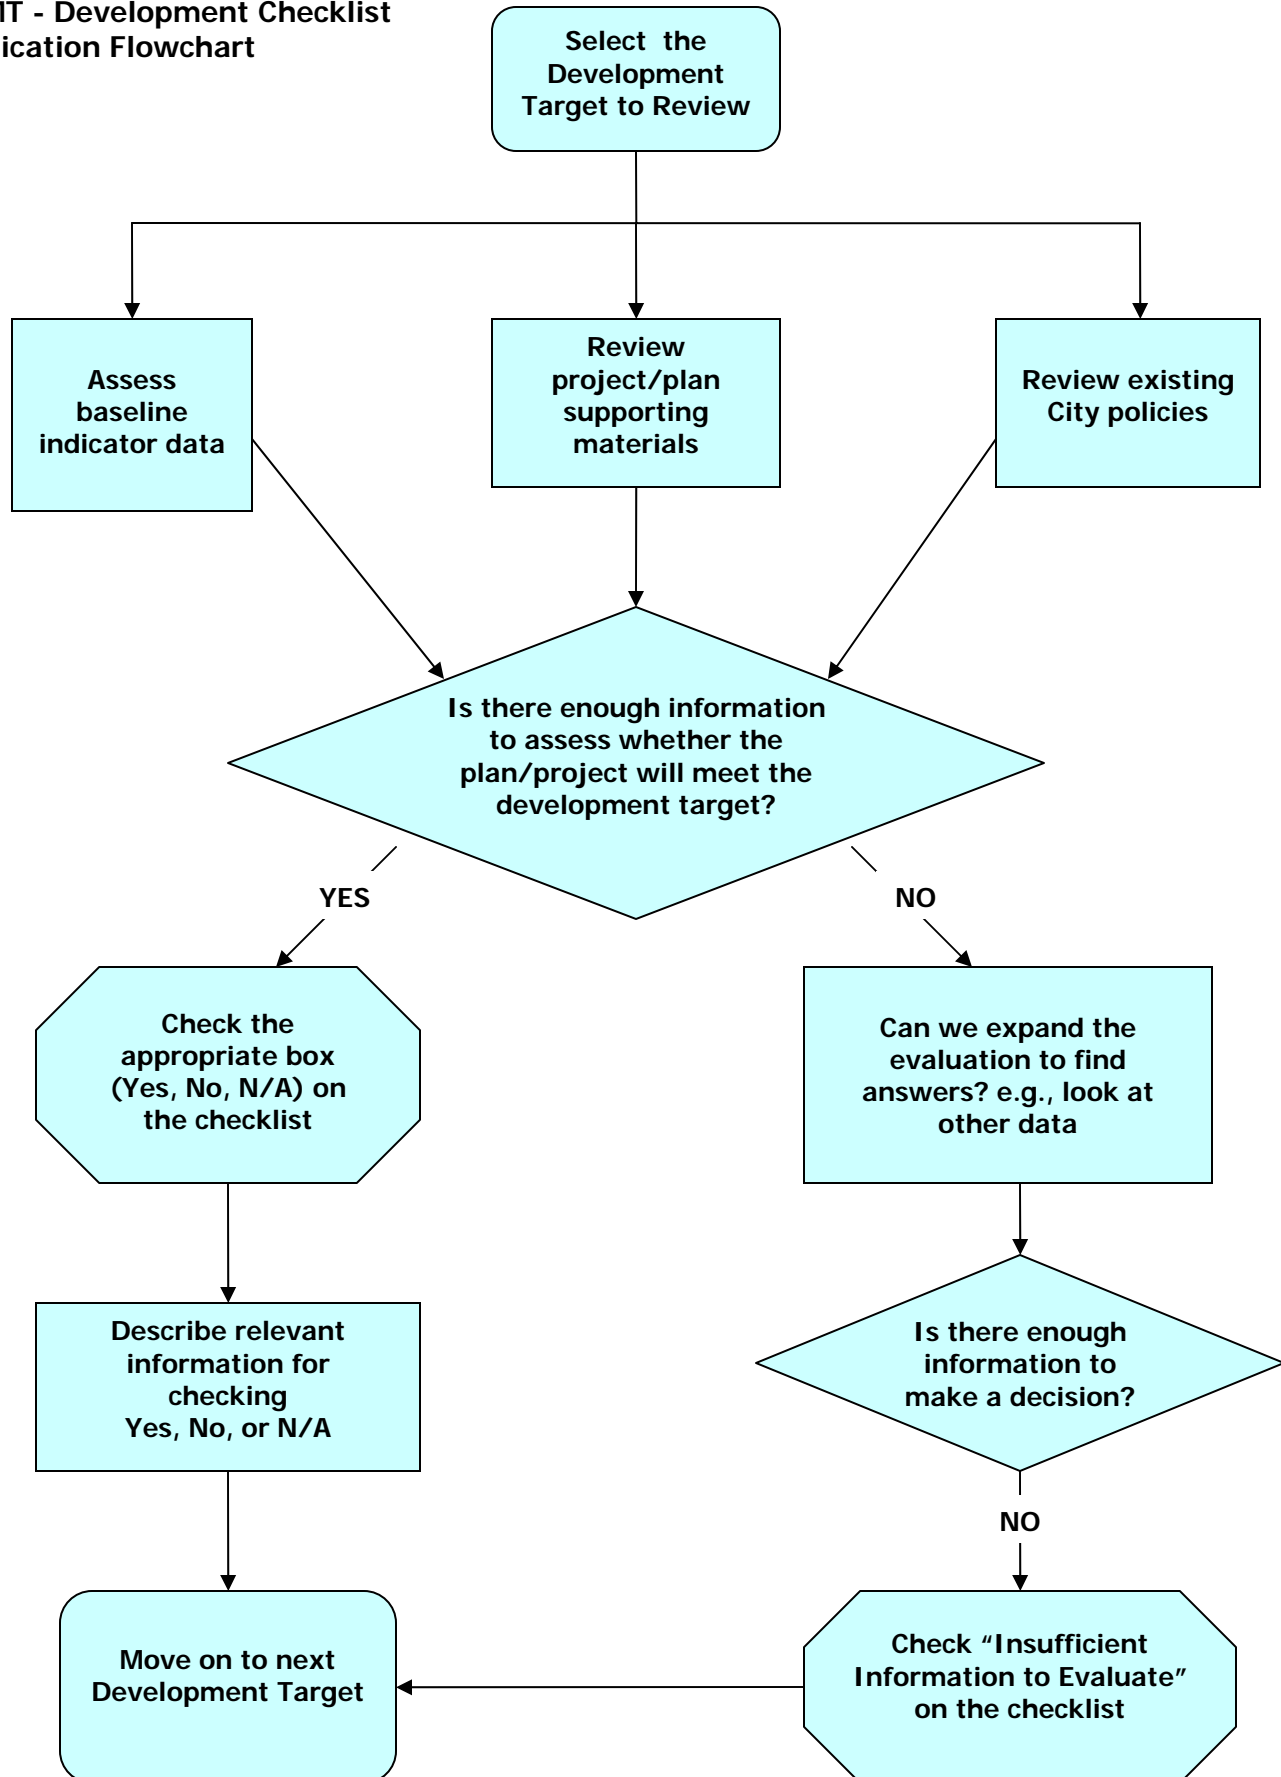 - Development Checklist
Flowchart
Select the
Development
Target to Review
Assess
baseline
indicator data
Review
project/plan
supporting
materials
Review existing
City policies
Is there enough information
to assess whether the
plan/project will meet the
development target?
YES
NO
Check the
appropriate box
(Yes, No, N/A) on
the checklist
Can we expand the
evaluation to find
answers? e.g., look at
other data
Describe relevant
information for
checking
Yes, No, or N/A
Is there enough
information to
make a decision?
NO
Move on to next
Development Target
Check “Insufficient
Information to Evaluate”
on the checklist